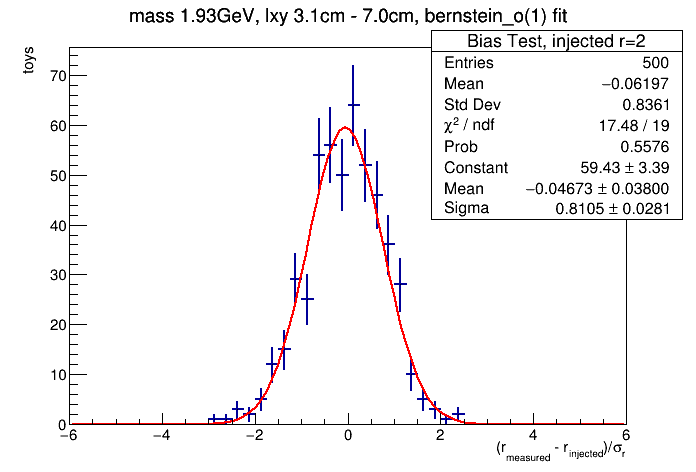 mass 1.93GeV, lxy 3.1cm - 7.0cm, bernstein_o(1) fit
toys
Bias Test, injected r=2
Entries 500
Mean −0.06197
Std Dev 0.8361
χ² / ndf 17.48 / 19
Prob 0.5576
Constant 59.43 ± 3.39
Mean −0.04673 ± 0.03800
Sigma 0.8105 ± 0.0281
70
60
50
40
30
20
10
0
−6 −4 −2 0 2 4 6
(r_measured - r_injected)/σ_r